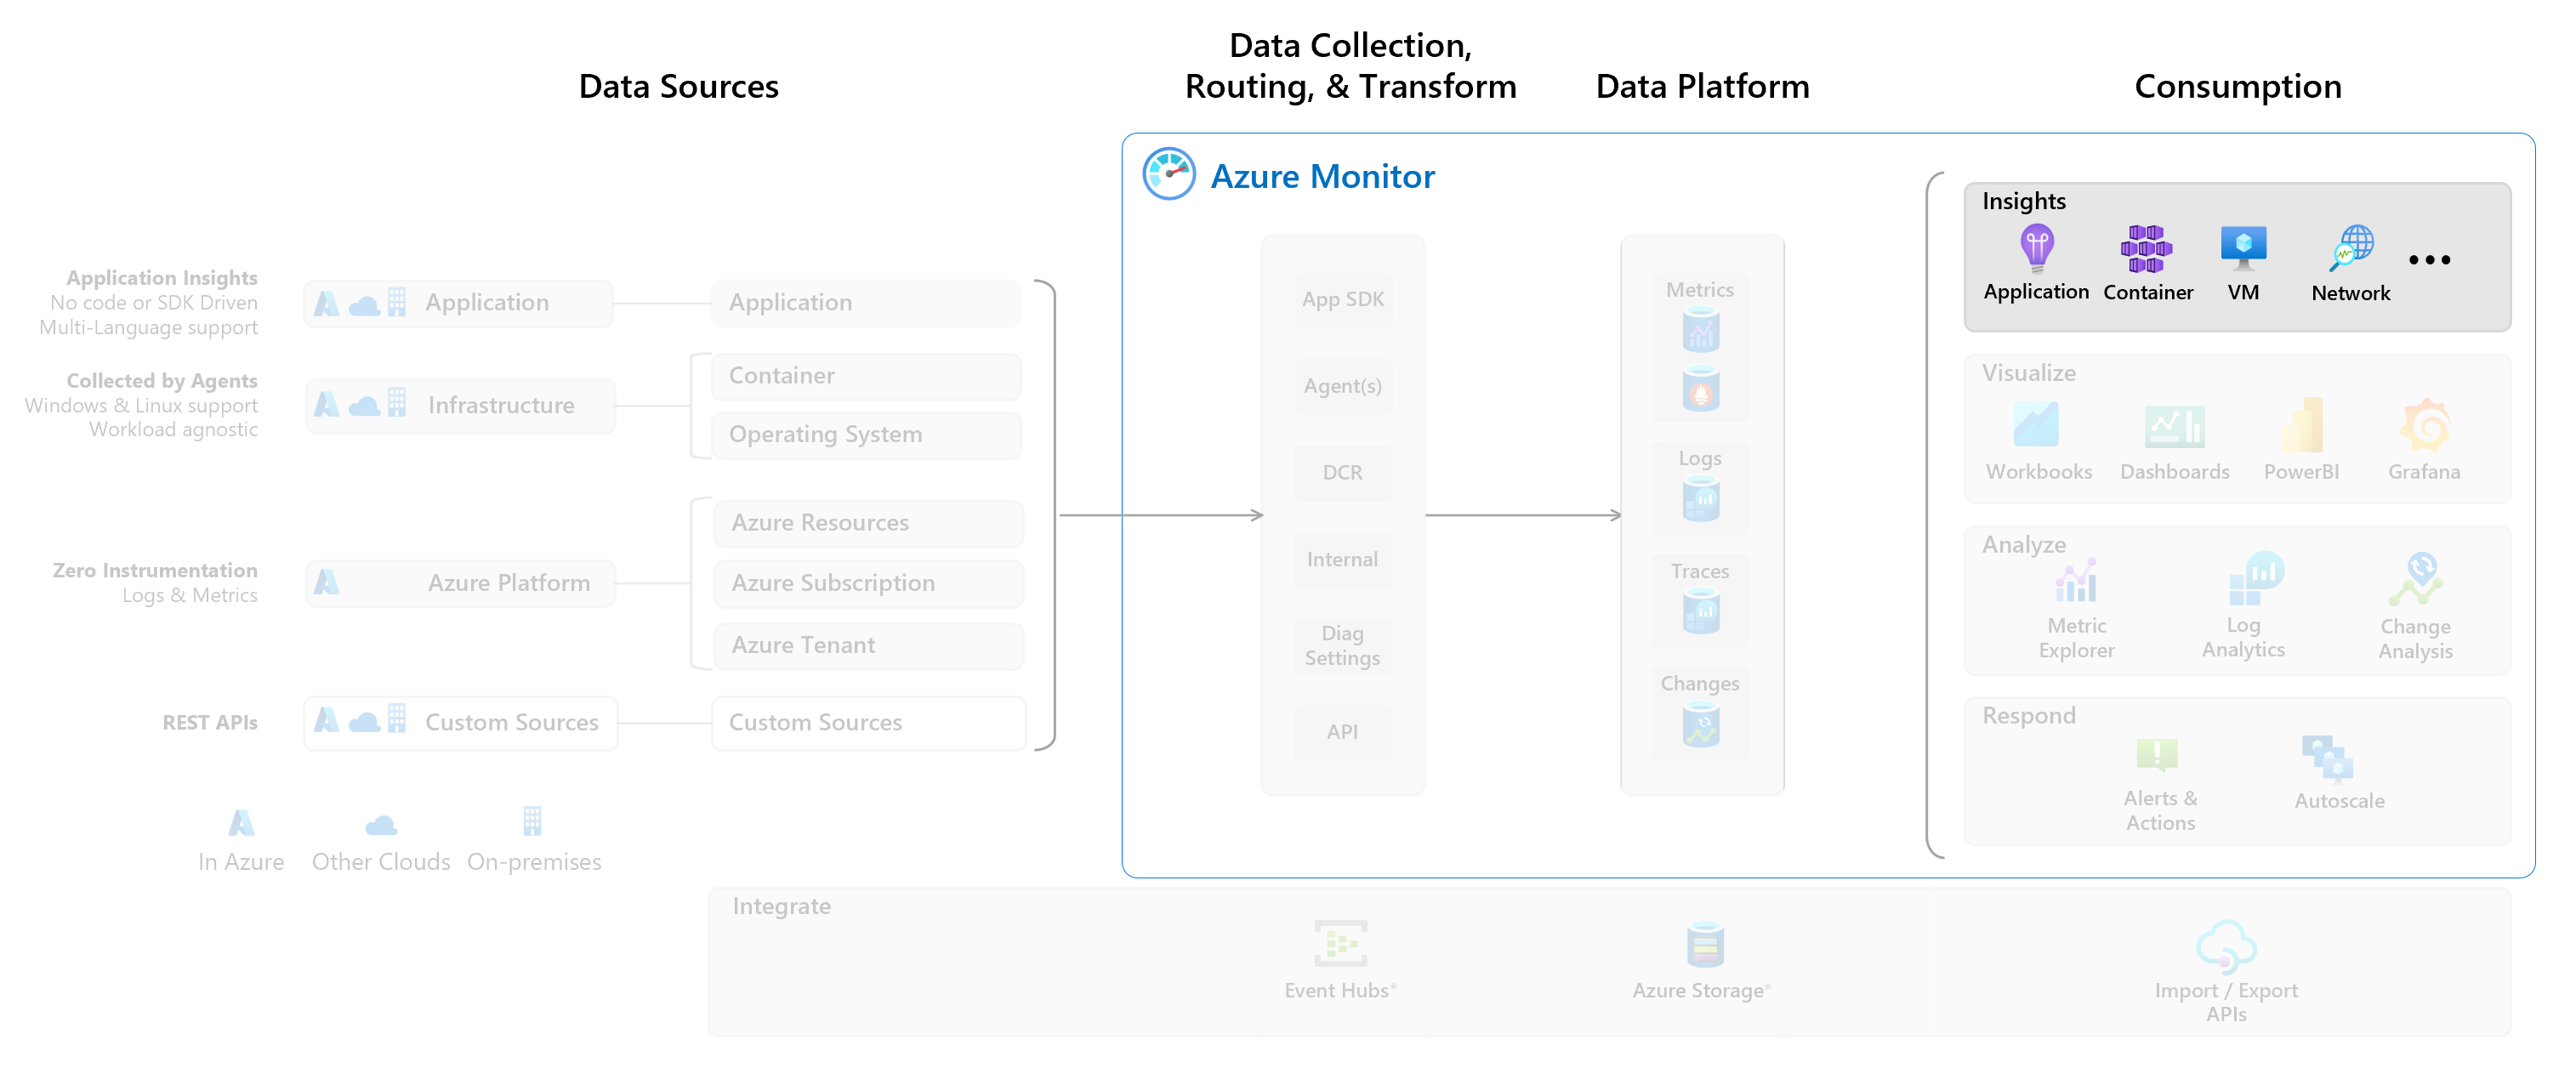 Data Sources
Data Collection,
Routing, & Transform
Data Platform
Consumption
Azure Monitor
Application Insights
No code or SDK Driven
Multi-Language support
Application
Application
Collected by Agents
Windows & Linux support
Workload agnostic
Infrastructure
Container
Operating System
Zero Instrumentation
Logs & Metrics
Azure Platform
Azure Resources
Azure Subscription
Azure Tenant
REST APIs
Custom Sources
Custom Sources
In Azure
Other Clouds
On-premises
App SDK
Agent(s)
DCR
Internal
Diag
Settings
API
Metrics
Logs
Traces
Changes
Insights
Application
Container
VM
Network
•••
Visualize
Workbooks
Dashboards
PowerBI
Grafana
Analyze
Metric
Explorer
Log
Analytics
Change
Analysis
Respond
Alerts &
Actions
Autoscale
Integrate
Event Hubs*
Azure Storage*
Import / Export
APIs